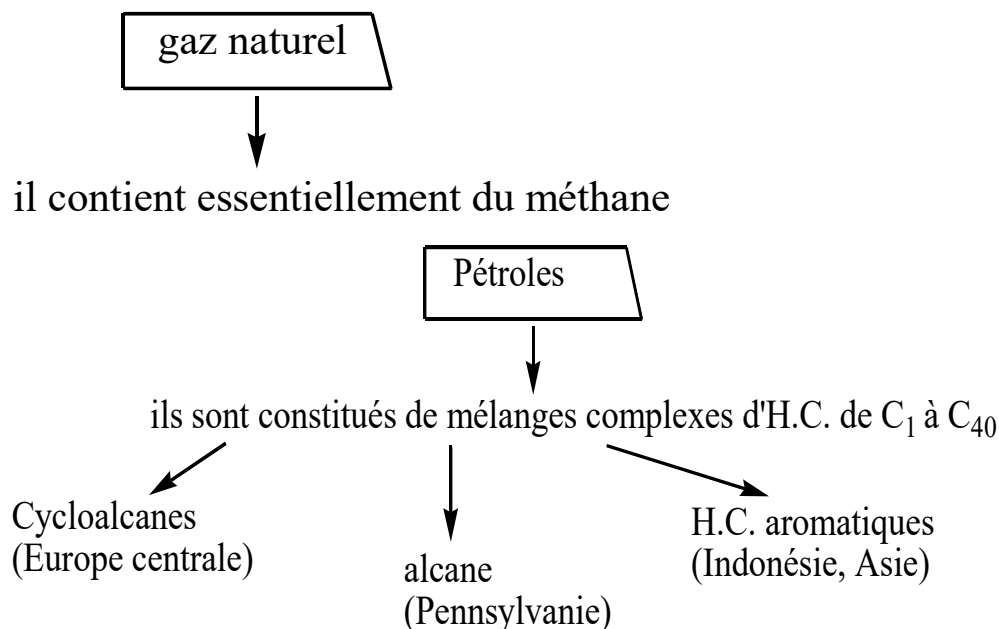 gaz naturel
il contient essentiellement du méthane
Pétroles
ils sont constitués de mélanges complexes d'H.C. de C₁ à C₄₀
Cycloalcanes
(Europe centrale)
alcane
(Pennsylvanie)
H.C. aromatiques
(Indonésie, Asie)